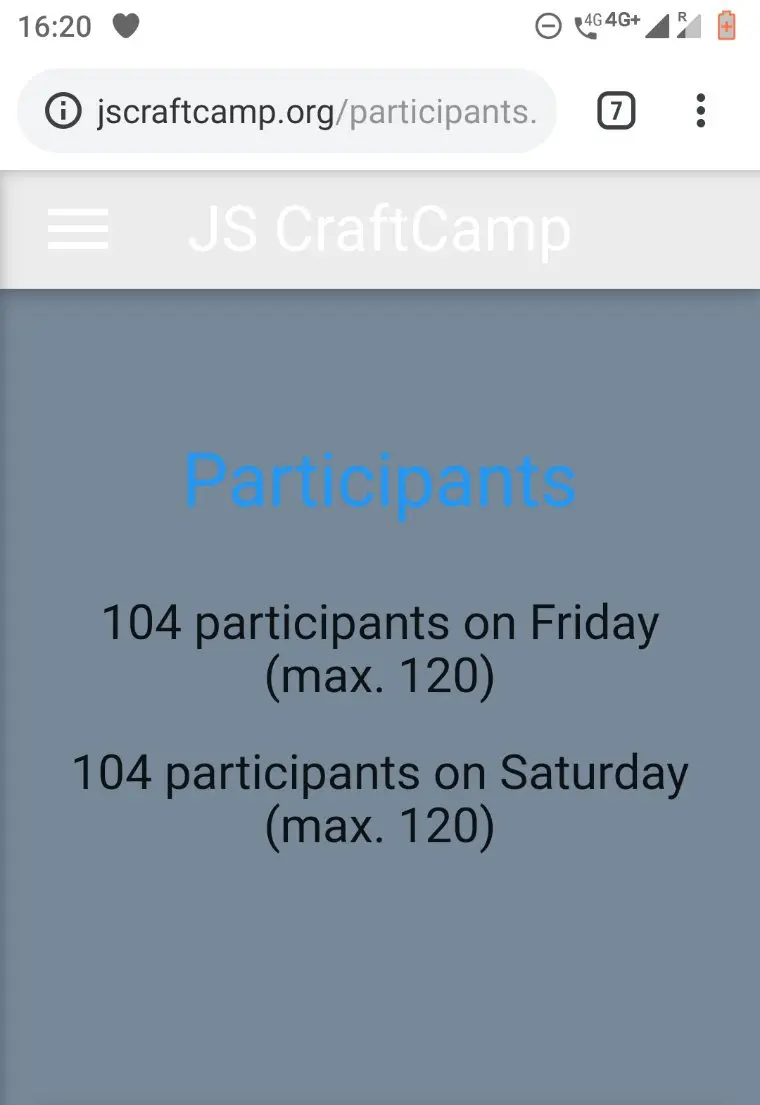 16:20 4G 4G+ R
jscraftcamp.org/participants. 7
JS CraftCamp
Participants
104 participants on Friday
(max. 120)
104 participants on Saturday
(max. 120)